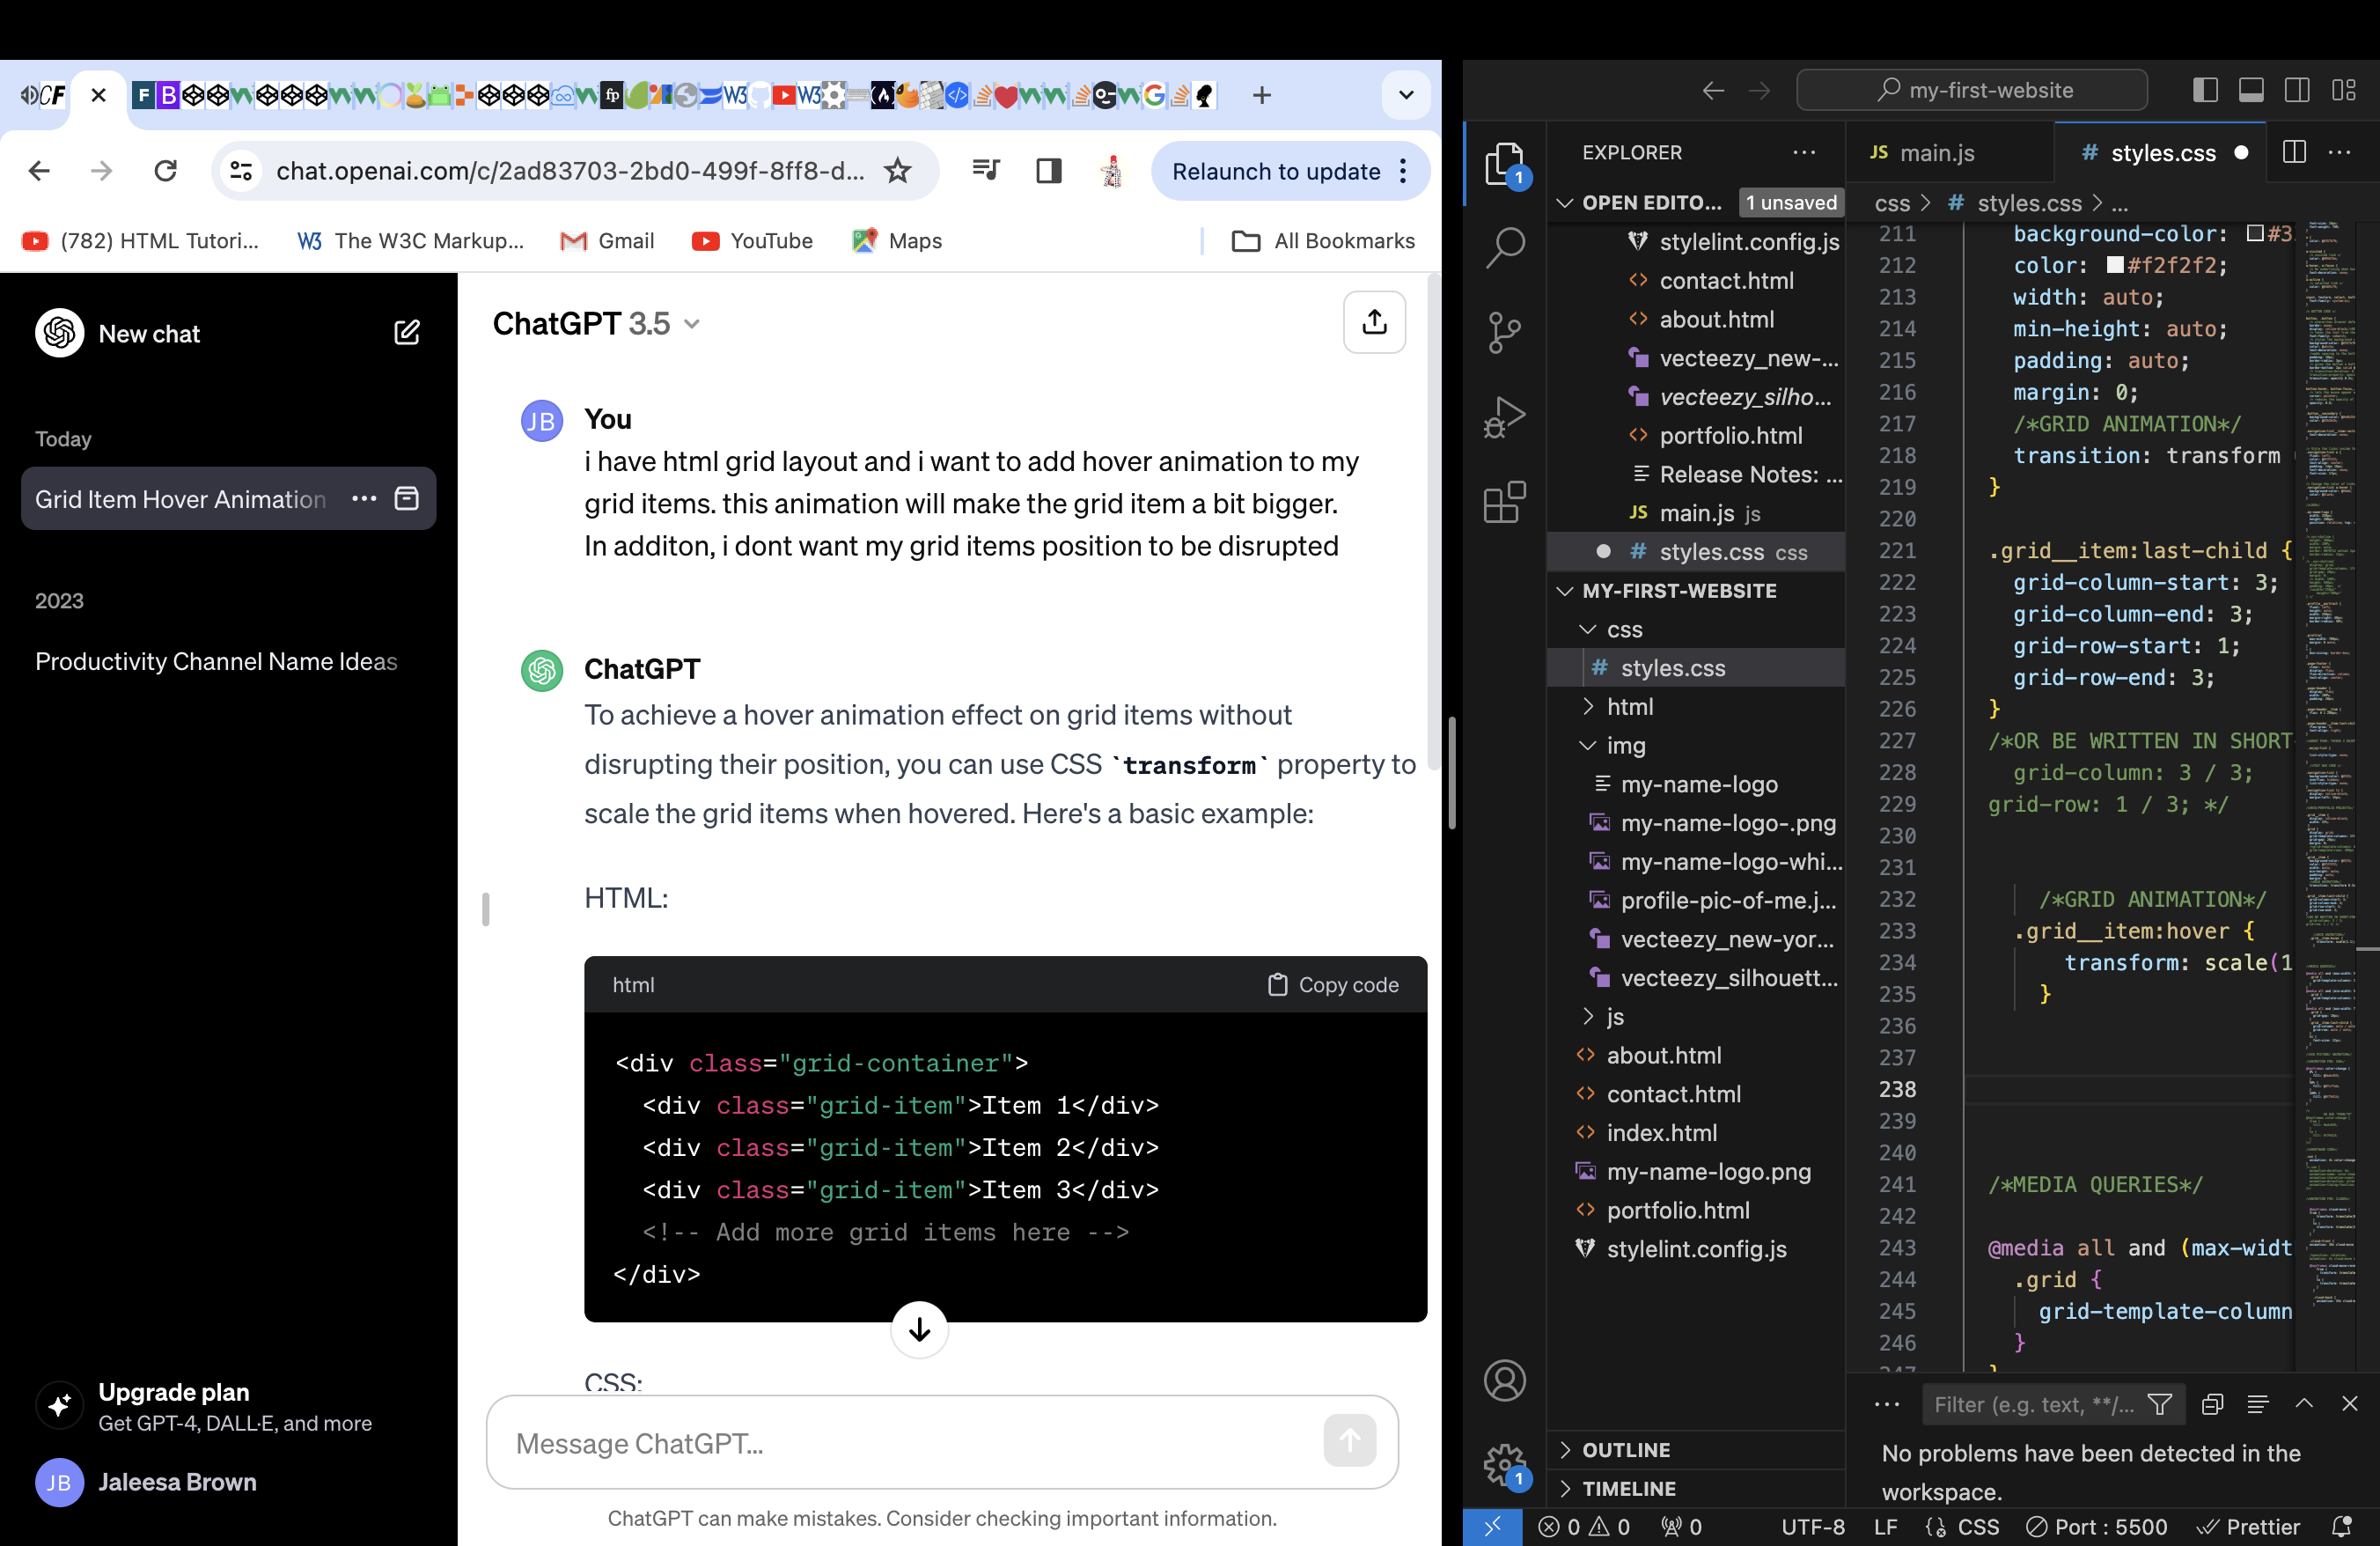 chat.openai.com/c/2ad83703-2bd0-499f-8ff8-d...
Relaunch to update
(782) HTML Tutori...
The W3C Markup...
Gmail
YouTube
Maps
All Bookmarks
New chat
Today
Grid Item Hover Animation
2023
Productivity Channel Name Ideas
Upgrade plan
Get GPT-4, DALL·E, and more
JB Jaleesa Brown
ChatGPT 3.5
JB You
i have html grid layout and i want to add hover animation to my
grid items. this animation will make the grid item a bit bigger.
In additon, i dont want my grid items position to be disrupted
ChatGPT
To achieve a hover animation effect on grid items without
disrupting their position, you can use CSS `transform` property to
scale the grid items when hovered. Here's a basic example:
HTML:
html
Copy code
<div class="grid-container">
<div class="grid-item">Item 1</div>
<div class="grid-item">Item 2</div>
<div class="grid-item">Item 3</div>
<!-- Add more grid items here -->
</div>
CSS:
Message ChatGPT...
ChatGPT can make mistakes. Consider checking important information.
my-first-website
1
EXPLORER
OPEN EDITO... 1 unsaved
stylelint.config.js
contact.html
about.html
vecteezy_new-...
vecteezy_silho...
portfolio.html
Release Notes: ...
JS main.js js
# styles.css css
MY-FIRST-WEBSITE
css
# styles.css
html
img
my-name-logo
my-name-logo-.png
my-name-logo-whi...
profile-pic-of-me.j...
vecteezy_new-yor...
vecteezy_silhouett...
js
about.html
contact.html
index.html
my-name-logo.png
portfolio.html
stylelint.config.js
OUTLINE
TIMELINE
1
JS main.js
# styles.css
css > # styles.css > ...
211 background-color: #3
212 color: #f2f2f2;
213 width: auto;
214 min-height: auto;
215 padding: auto;
216 margin: 0;
217 /*GRID ANIMATION*/
218 transition: transform
219 }
220
221 .grid__item:last-child {
222 grid-column-start: 3;
223 grid-column-end: 3;
224 grid-row-start: 1;
225 grid-row-end: 3;
226 }
227 /*OR BE WRITTEN IN SHORT
228 grid-column: 3 / 3;
229 grid-row: 1 / 3; */
230
231
232 /*GRID ANIMATION*/
233 .grid__item:hover {
234 transform: scale(1
235 }
236
237
238
239
240
241 /*MEDIA QUERIES*/
242
243 @media all and (max-widt
244 .grid {
245 grid-template-column
246 }
Filter (e.g. text, **/...
No problems have been detected in the
workspace.
0 0 0 UTF-8 LF CSS Port : 5500 Prettier